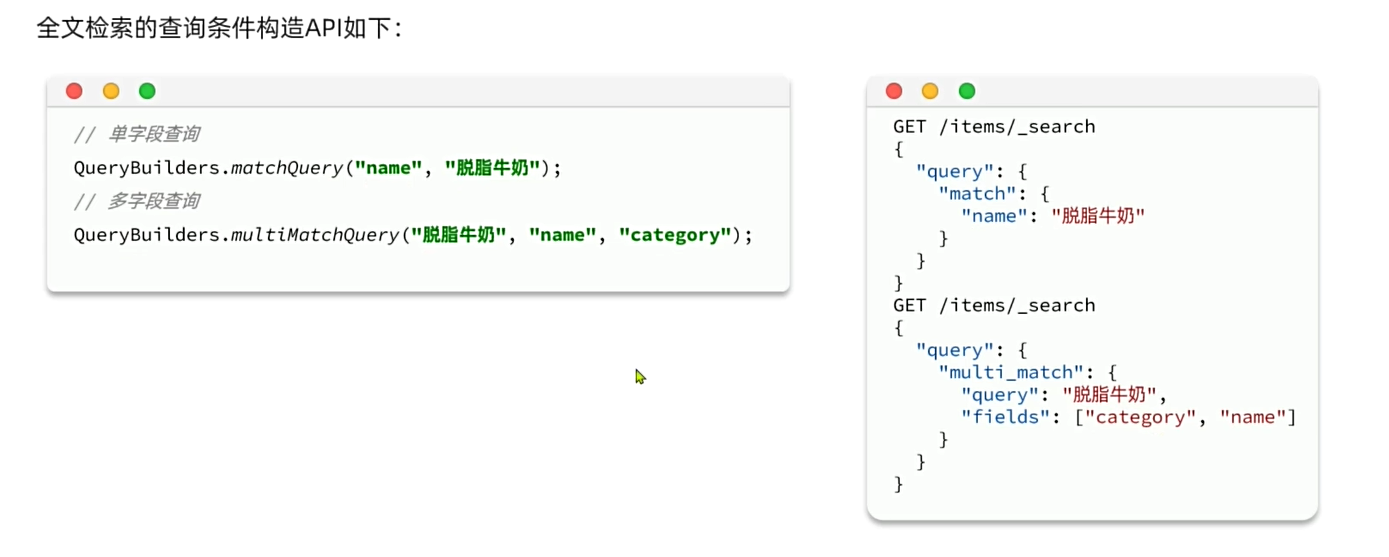 全文检索的查询条件构造API如下：
// 单字段查询
QueryBuilders.matchQuery("name", "脱脂牛奶");
// 多字段查询
QueryBuilders.multiMatchQuery("脱脂牛奶", "name", "category");
GET /items/_search
{
  "query": {
    "match": {
      "name": "脱脂牛奶"
    }
  }
}
GET /items/_search
{
  "query": {
    "multi_match": {
      "query": "脱脂牛奶",
      "fields": ["category", "name"]
    }
  }
}